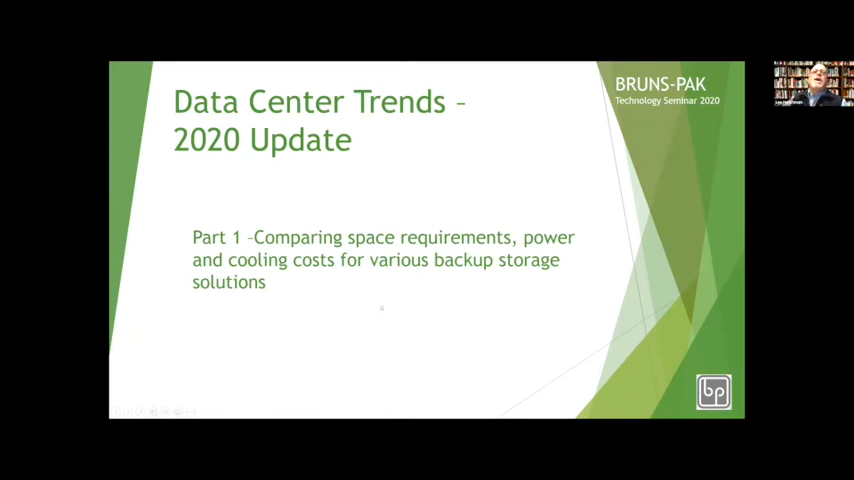 Data Center Trends –
2020 Update
BRUNS-PAK
Technology Seminar 2020
Part 1 –Comparing space requirements, power
and cooling costs for various backup storage
solutions
bp